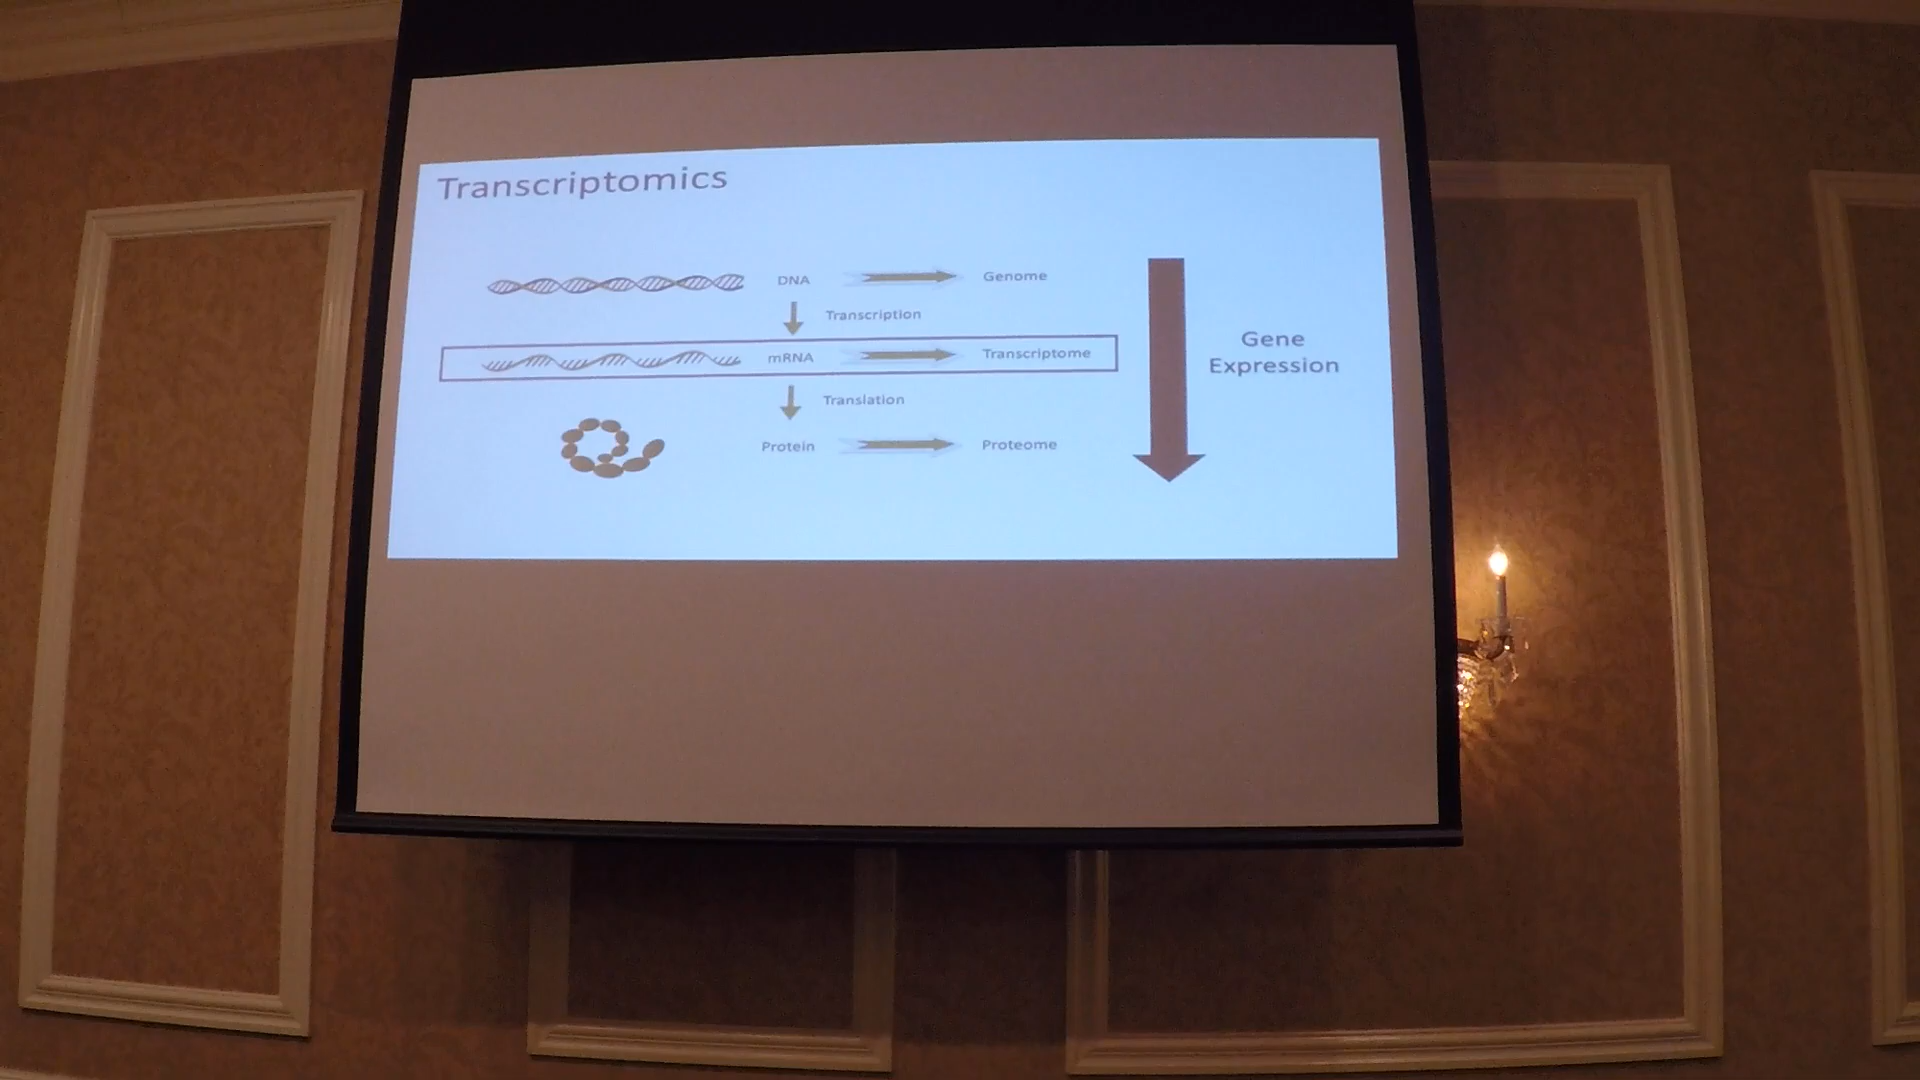 Transcriptomics
DNA
Genome
Transcription
mRNA
Transcriptome
Translation
Protein
Proteome
Gene
Expression